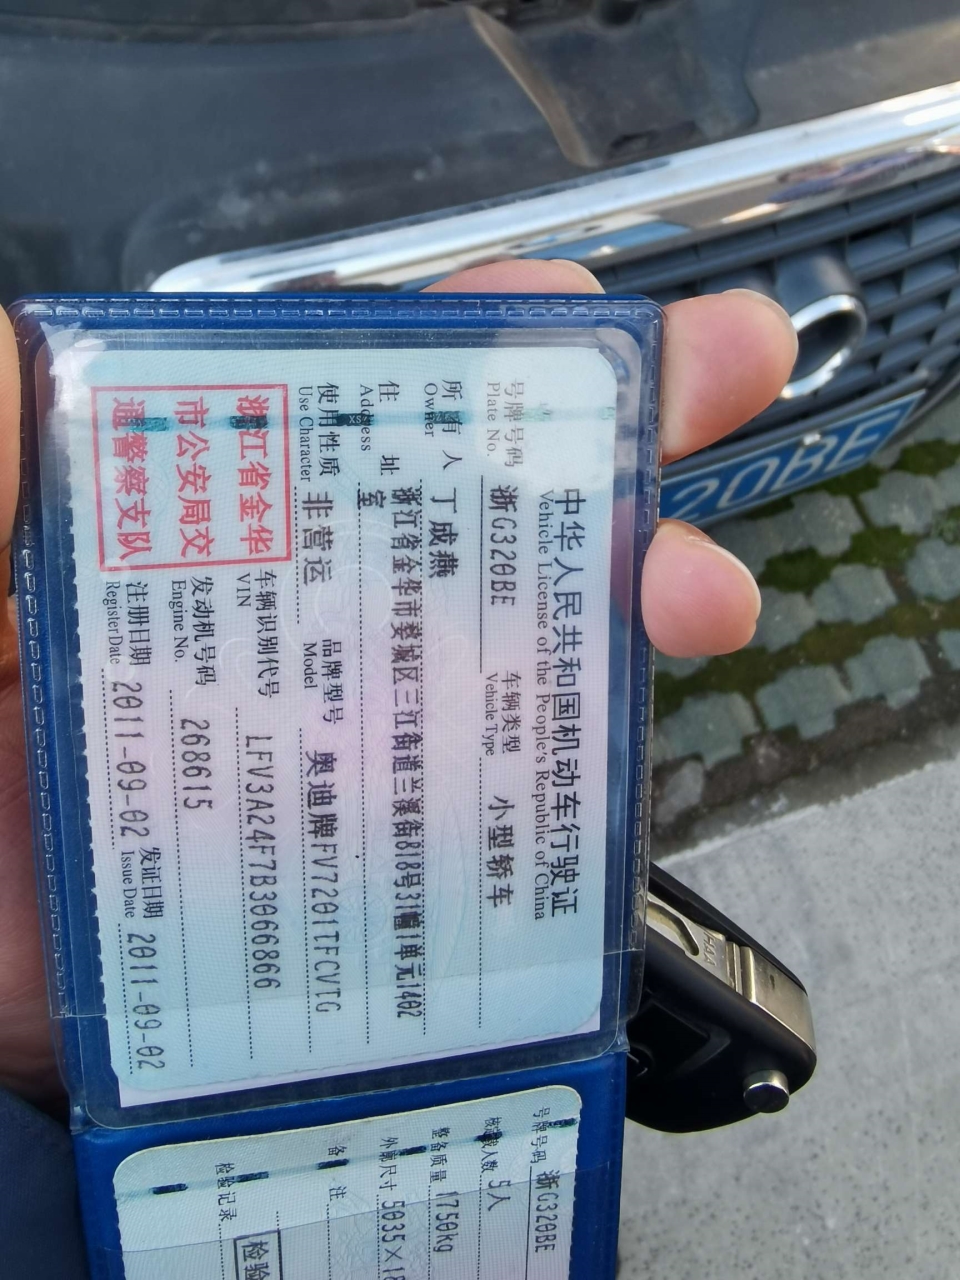 中华人民共和国机动车行驶证
Vehicle License of the People's Republic of China
号牌号码 浙G320BE 车辆类型 小型轿车
Plate No. Vehicle Type
所有人 丁成燕
Owner
住址 浙江省金华市婺城区三江街道兰溪街818号31幢1单元1402
Address 室
使用性质 非营运 品牌型号 奥迪牌FV7201TFCVTG
Use Character Model
浙江省金华
市公安局交
通警察支队
车辆识别代号 LFV3A24F7B3066866
VIN
发动机号码 268615
Engine No.
注册日期 2011-09-02 发证日期 2011-09-02
Register Date Issue Date
号牌号码 浙G320BE
核定载人数 5人
整备质量 1750kg
外廓尺寸 5035×18
备注
检验记录
检验
20BE